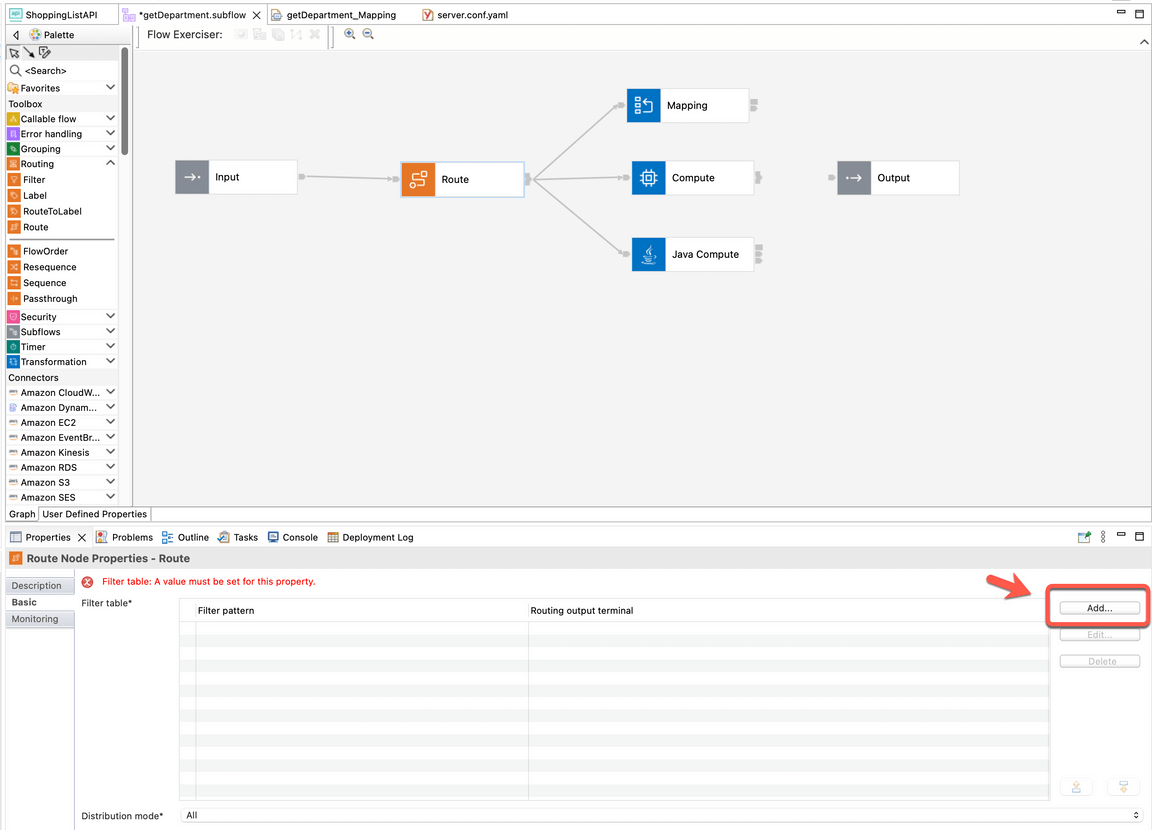 ShoppingListAPI
*getDepartment.subflow
getDepartment_Mapping
server.conf.yaml
Palette
Flow Exerciser:
<Search>
Favorites
Toolbox
Callable flow
Error handling
Grouping
Routing
Filter
Label
RouteToLabel
Route
FlowOrder
Resequence
Sequence
Passthrough
Security
Subflows
Timer
Transformation
Connectors
Amazon CloudW...
Amazon Dynam...
Amazon EC2
Amazon EventBr...
Amazon Kinesis
Amazon RDS
Amazon S3
Amazon SES
Input
Route
Mapping
Compute
Java Compute
Output
Graph
User Defined Properties
Properties
Problems
Outline
Tasks
Console
Deployment Log
Route Node Properties - Route
Description
Basic
Monitoring
Filter table: A value must be set for this property.
Filter table*
Filter pattern
Routing output terminal
Add...
Edit...
Delete
Distribution mode*
All